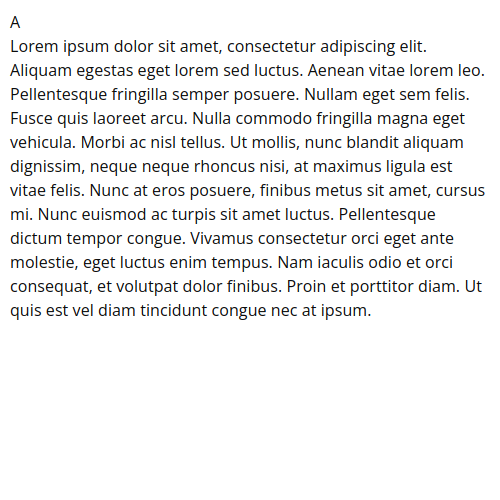 A
Lorem ipsum dolor sit amet, consectetur adipiscing elit.
Aliquam egestas eget lorem sed luctus. Aenean vitae lorem leo.
Pellentesque fringilla semper posuere. Nullam eget sem felis.
Fusce quis laoreet arcu. Nulla commodo fringilla magna eget
vehicula. Morbi ac nisl tellus. Ut mollis, nunc blandit aliquam
dignissim, neque neque rhoncus nisi, at maximus ligula est
vitae felis. Nunc at eros posuere, finibus metus sit amet, cursus
mi. Nunc euismod ac turpis sit amet luctus. Pellentesque
dictum tempor congue. Vivamus consectetur orci eget ante
molestie, eget luctus enim tempus. Nam iaculis odio et orci
consequat, et volutpat dolor finibus. Proin et porttitor diam. Ut
quis est vel diam tincidunt congue nec at ipsum.